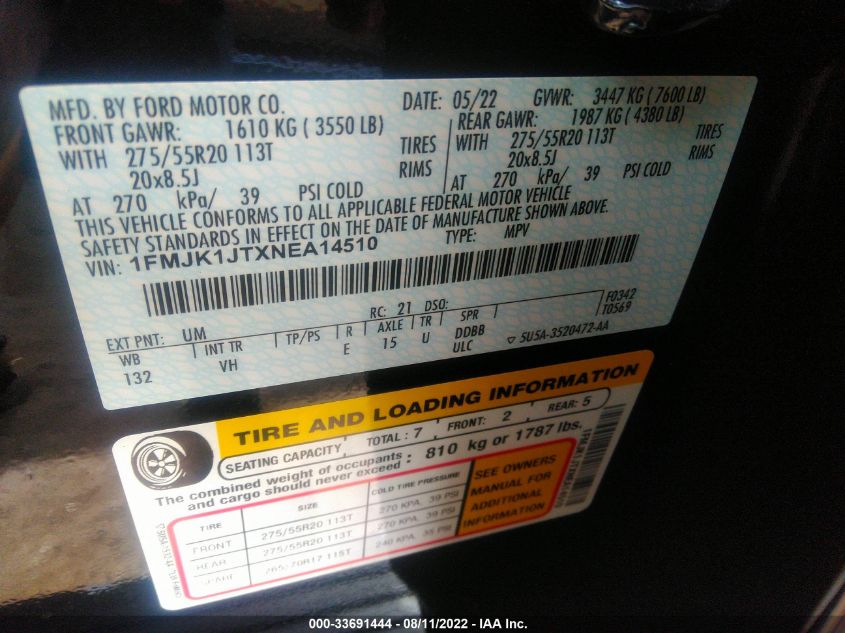 MFD. BY FORD MOTOR CO. DATE: 05/22 GVWR: 3447 KG ( 7600 LB)
FRONT GAWR: 1610 KG ( 3550 LB) REAR GAWR: 1987 KG ( 4380 LB)
WITH 275/55R20 113T TIRES WITH 275/55R20 113T TIRES
20x8.5J RIMS 20x8.5J RIMS
AT 270 kPa/ 39 PSI COLD AT 270 kPa/ 39 PSI COLD
THIS VEHICLE CONFORMS TO ALL APPLICABLE FEDERAL MOTOR VEHICLE
SAFETY STANDARDS IN EFFECT ON THE DATE OF MANUFACTURE SHOWN ABOVE.
VIN: 1FMJK1JTXNEA14510 TYPE: MPV
F0342
T0569
EXT PNT: UM RC: 21 DSO:
WB INT TR TP/PS R AXLE TR SPR
132 VH E 15 U DDBB
ULC 5U5A-3520472-AA
TIRE AND LOADING INFORMATION
SEATING CAPACITY TOTAL : 7 FRONT: 2 REAR: 5
The combined weight of occupants and cargo should never exceed : 810 kg or 1787 lbs.
TIRE SIZE COLD TIRE PRESSURE
FRONT 275/55R20 113T 270 KPA, 39 PSI
REAR 275/55R20 113T 270 KPA, 39 PSI
SPARE 265/70R17 115T 240 KPA, 35 PSI
SEE OWNERS
MANUAL FOR
ADDITIONAL
INFORMATION
000-33691444 - 08/11/2022 - IAA Inc.